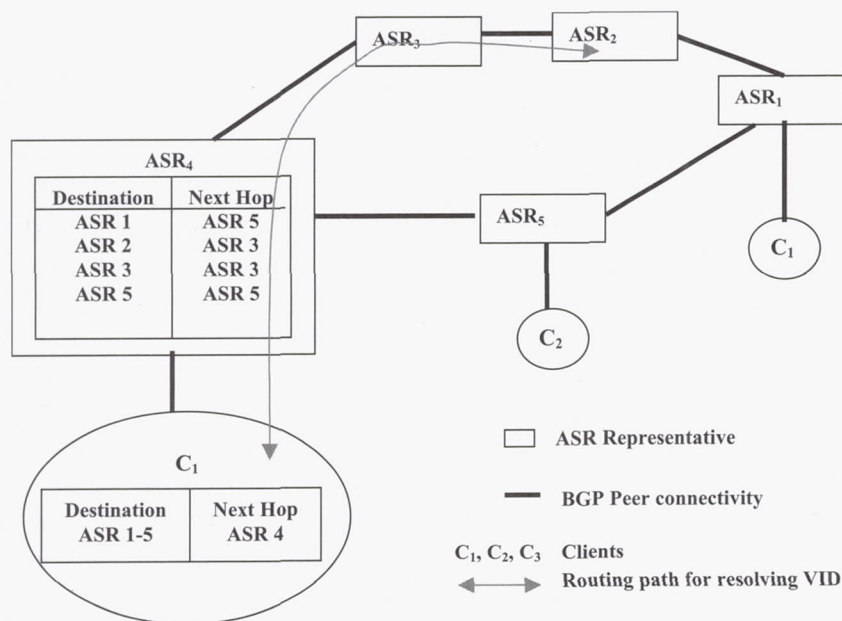 ASR₃
ASR₂
ASR₁
ASR₄
Destination Next Hop
ASR 1 ASR 5
ASR 2 ASR 3
ASR 3 ASR 3
ASR 5 ASR 5
ASR₅
C₁
C₂
C₁
Destination Next Hop
ASR 1-5 ASR 4
ASR Representative
BGP Peer connectivity
C₁, C₂, C₃ Clients
Routing path for resolving VID